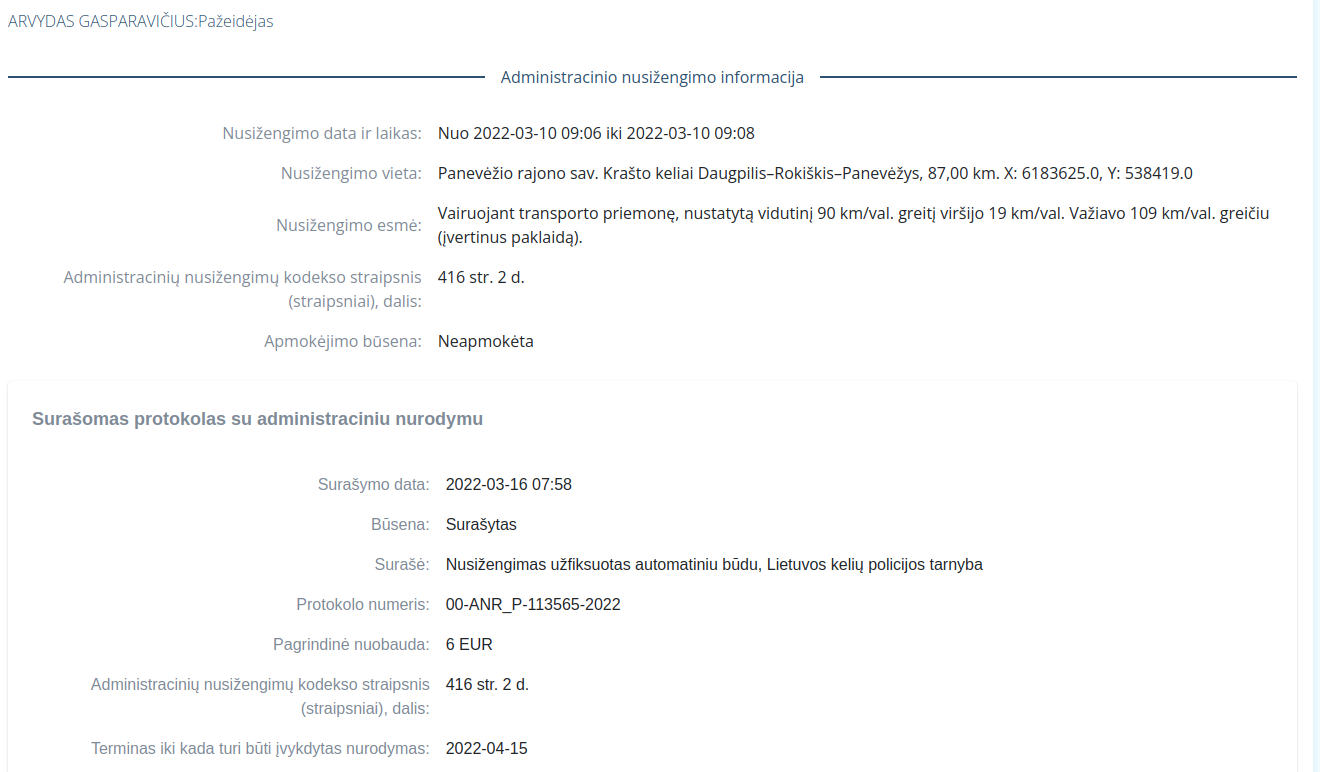 ARVYDAS GASPARAVIČIUS:Pažeidėjas
Administracinio nusižengimo informacija
Nusižengimo data ir laikas: Nuo 2022-03-10 09:06 iki 2022-03-10 09:08
Nusižengimo vieta: Panevėžio rajono sav. Krašto keliai Daugpilis–Rokiškis–Panevėžys, 87,00 km. X: 6183625.0, Y: 538419.0
Nusižengimo esmė: Vairuojant transporto priemonę, nustatytą vidutinį 90 km/val. greitį viršijo 19 km/val. Važiavo 109 km/val. greičiu
(įvertinus paklaidą).
Administracinių nusižengimų kodekso straipsnis 416 str. 2 d.
(straipsniai), dalis:
Apmokėjimo būsena: Neapmokėta
Surašomas protokolas su administraciniu nurodymu
Surašymo data: 2022-03-16 07:58
Būsena: Surašytas
Surašė: Nusižengimas užfiksuotas automatiniu būdu, Lietuvos kelių policijos tarnyba
Protokolo numeris: 00-ANR_P-113565-2022
Pagrindinė nuobauda: 6 EUR
Administracinių nusižengimų kodekso straipsnis 416 str. 2 d.
(straipsniai), dalis:
Terminas iki kada turi būti įvykdytas nurodymas: 2022-04-15